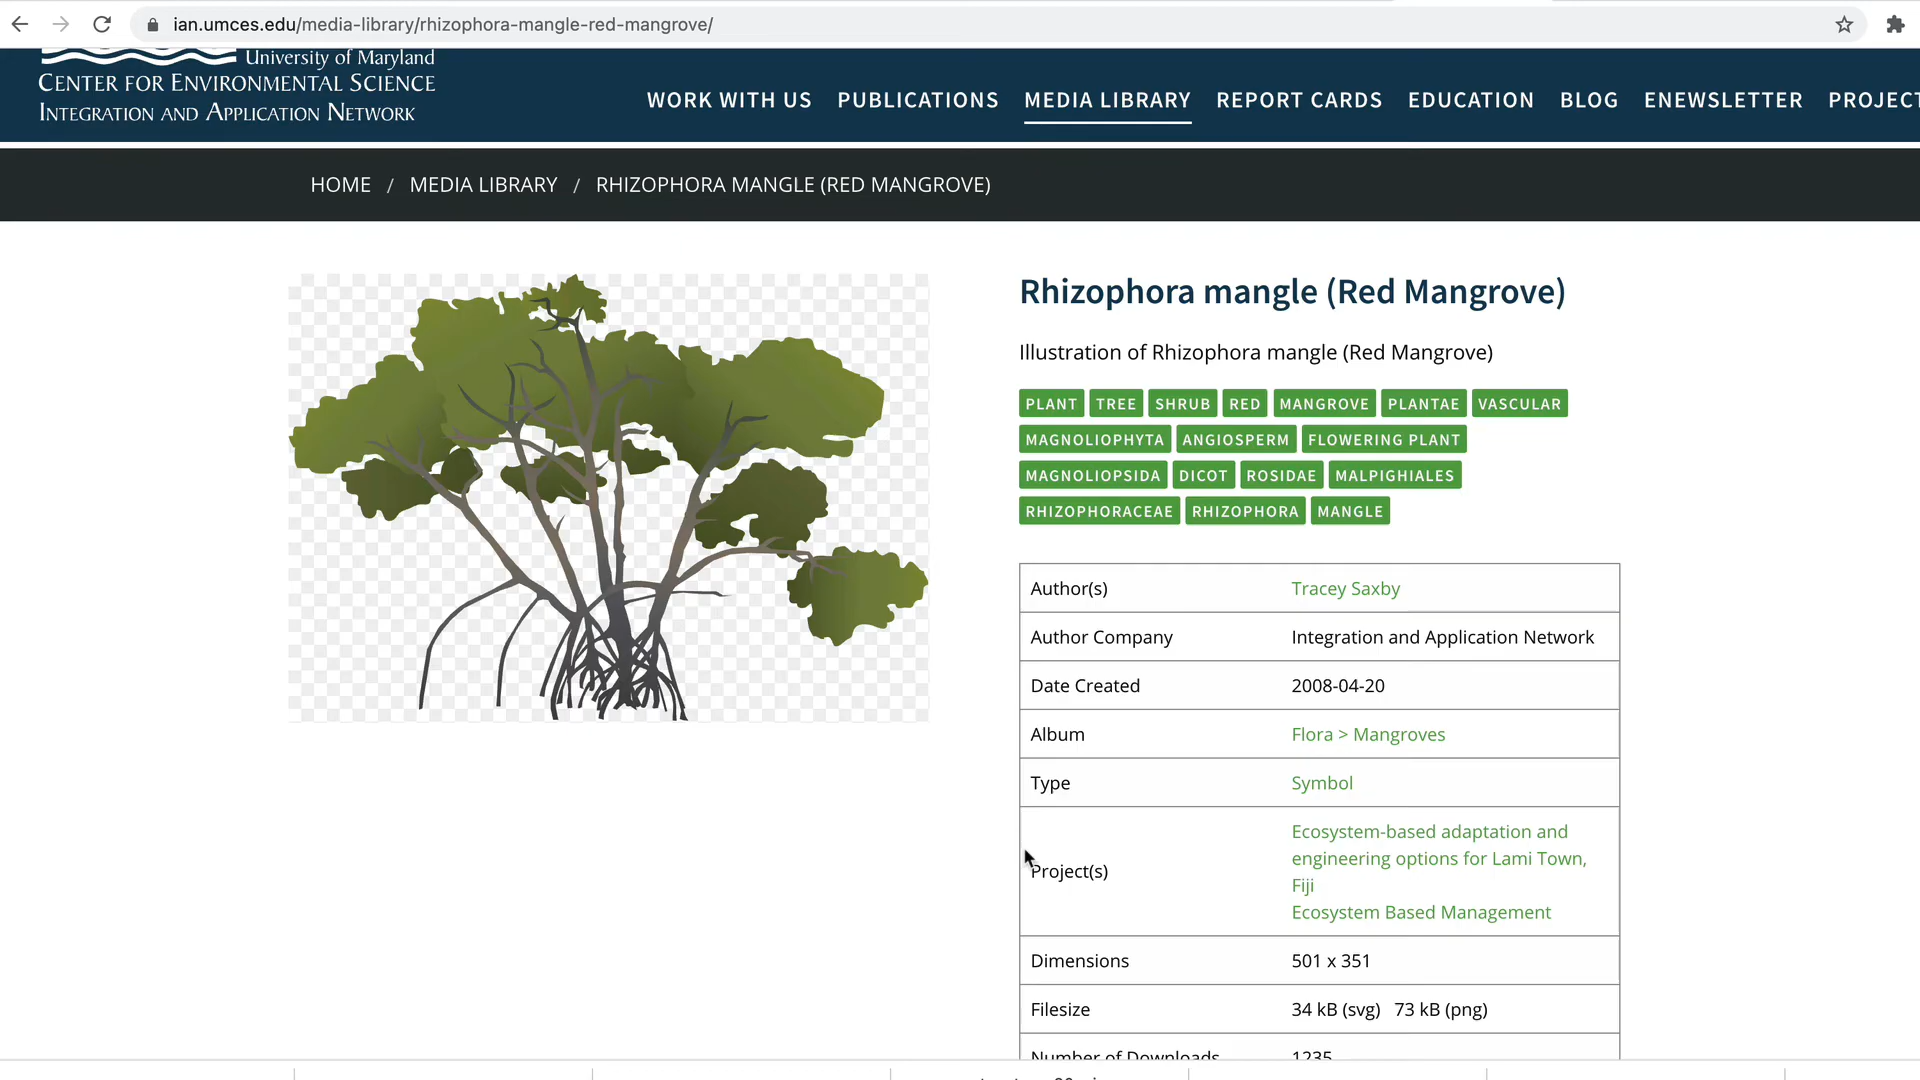 ian.umces.edu/media-library/rhizophora-mangle-red-mangrove/
University of Maryland
CENTER FOR ENVIRONMENTAL SCIENCE
INTEGRATION AND APPLICATION NETWORK
WORK WITH US PUBLICATIONS MEDIA LIBRARY REPORT CARDS EDUCATION BLOG ENEWSLETTER PROJECT
HOME / MEDIA LIBRARY / RHIZOPHORA MANGLE (RED MANGROVE)
Rhizophora mangle (Red Mangrove)
Illustration of Rhizophora mangle (Red Mangrove)
PLANT TREE SHRUB RED MANGROVE PLANTAE VASCULAR
MAGNOLIOPHYTA ANGIOSPERM FLOWERING PLANT
MAGNOLIOPSIDA DICOT ROSIDAE MALPIGHIALES
RHIZOPHORACEAE RHIZOPHORA MANGLE
Author(s) Tracey Saxby
Author Company Integration and Application Network
Date Created 2008-04-20
Album Flora > Mangroves
Type Symbol
Project(s) Ecosystem-based adaptation and
engineering options for Lami Town,
Fiji
Ecosystem Based Management
Dimensions 501 x 351
Filesize 34 kB (svg) 73 kB (png)
Number of Downloads 1235